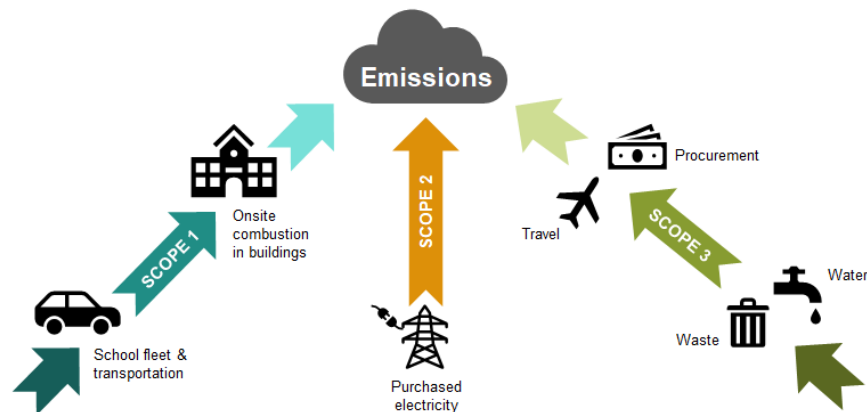 Emissions
SCOPE 1
Onsite
combustion
in buildings
School fleet &
transportation
SCOPE 2
Purchased
electricity
Procurement
Travel
SCOPE 3
Water
Waste